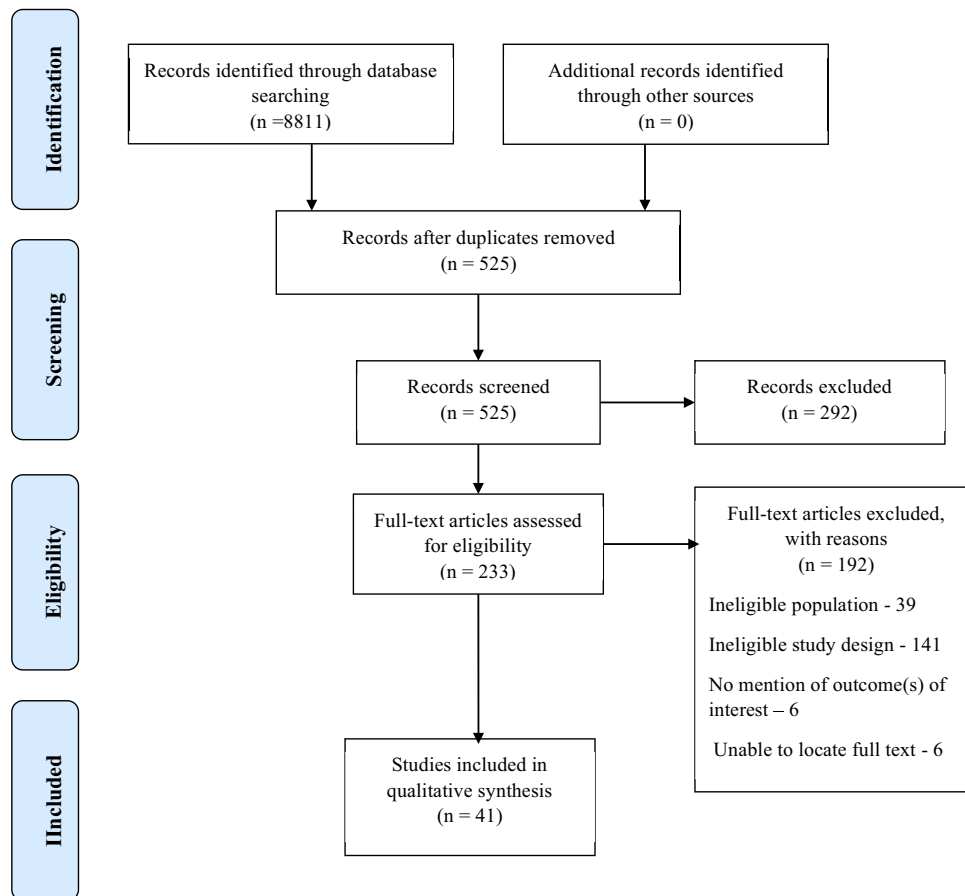 Identification
Records identified through database
searching
(n =8811)
Additional records identified
through other sources
(n = 0)
Records after duplicates removed
(n = 525)
Screening
Records screened
(n = 525)
Records excluded
(n = 292)
Eligibility
Full-text articles assessed
for eligibility
(n = 233)
Full-text articles excluded,
with reasons
(n = 192)
Ineligible population - 39
Ineligible study design - 141
No mention of outcome(s) of
interest – 6
Unable to locate full text - 6
IIncluded
Studies included in
qualitative synthesis
(n = 41)